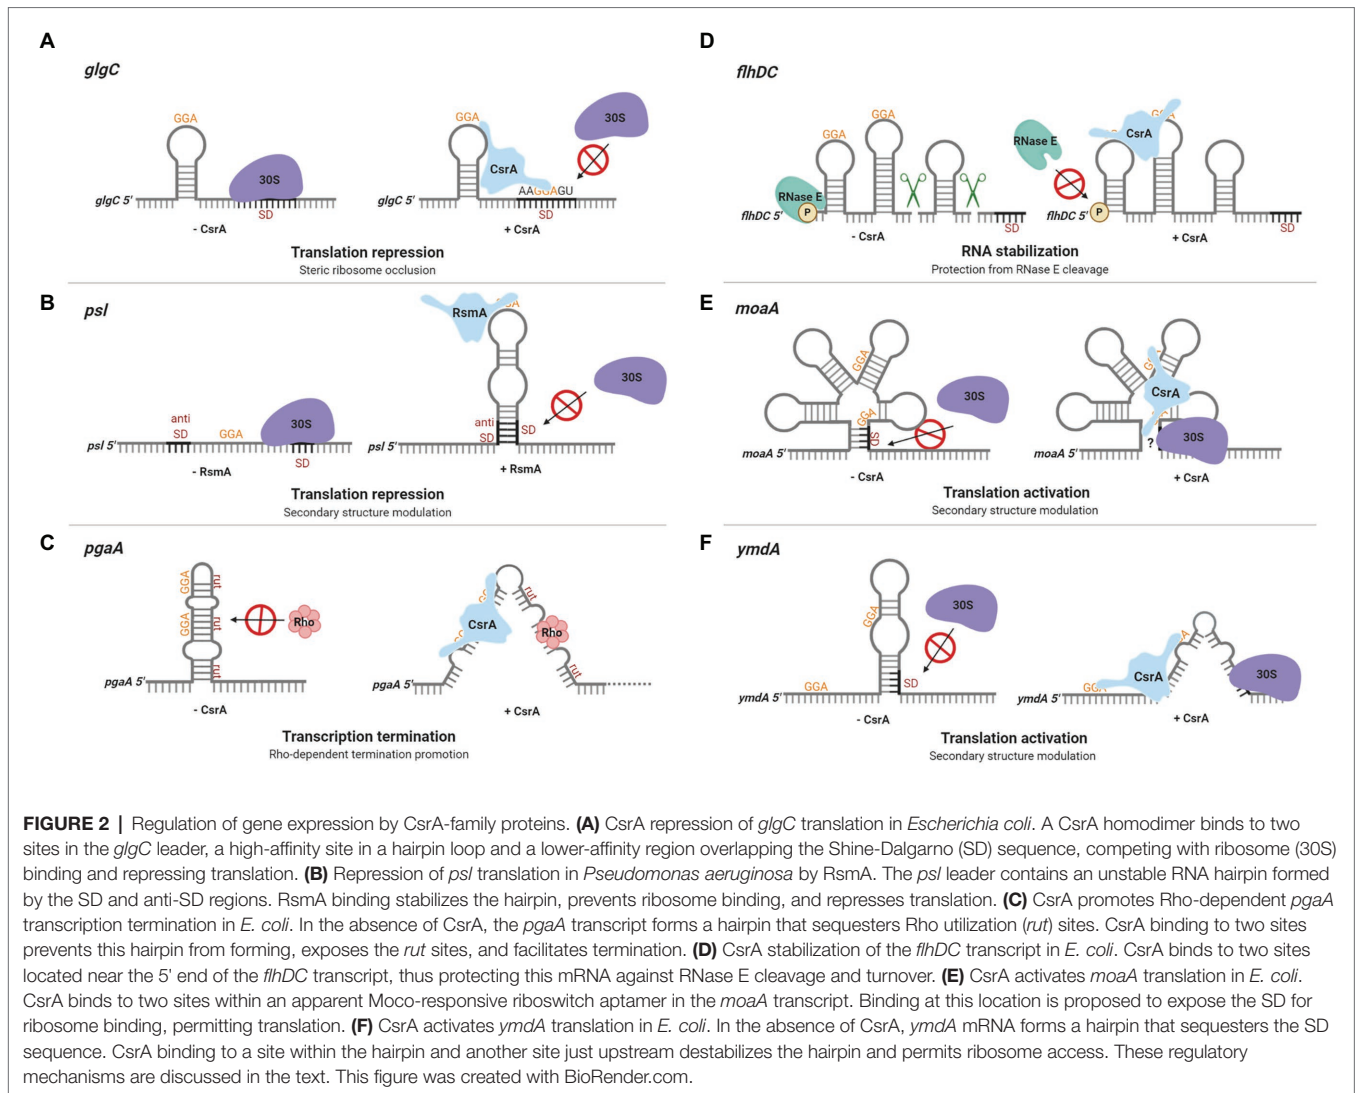 A
glgC
GGA
30S
glgC 5'
SD
- CsrA
GGA
CsrA
30S
AAGGAGU
glgC 5'
SD
+ CsrA
Translation repression
Steric ribosome occlusion
B
psl
anti
SD
GGA
30S
psl 5'
SD
- RsmA
RsmA
GGA
30S
anti
SD
SD
psl 5'
+ RsmA
Translation repression
Secondary structure modulation
C
pgaA
GGA
rut
GGA
rut
rut
Rho
pgaA 5'
- CsrA
CsrA
rut
Rho
rut
pgaA 5'
+ CsrA
Transcription termination
Rho-dependent termination promotion
D
flhDC
GGA
GGA
RNase E
P
flhDC 5'
SD
- CsrA
RNase E
CsrA
GGA
P
flhDC 5'
SD
+ CsrA
RNA stabilization
Protection from RNase E cleavage
E
moaA
GGA
GGA
SD
30S
moaA 5'
- CsrA
CsrA
?
30S
moaA 5'
+ CsrA
Translation activation
Secondary structure modulation
F
ymdA
GGA
30S
GGA
SD
ymdA 5'
- CsrA
CsrA
30S
ymdA 5'
+ CsrA
Translation activation
Secondary structure modulation
FIGURE 2 | Regulation of gene expression by CsrA-family proteins. (A) CsrA repression of glgC translation in Escherichia coli. A CsrA homodimer binds to two
sites in the glgC leader, a high-affinity site in a hairpin loop and a lower-affinity region overlapping the Shine-Dalgarno (SD) sequence, competing with ribosome (30S)
binding and repressing translation. (B) Repression of psl translation in Pseudomonas aeruginosa by RsmA. The psl leader contains an unstable RNA hairpin formed
by the SD and anti-SD regions. RsmA binding stabilizes the hairpin, prevents ribosome binding, and represses translation. (C) CsrA promotes Rho-dependent pgaA
transcription termination in E. coli. In the absence of CsrA, the pgaA transcript forms a hairpin that sequesters Rho utilization (rut) sites. CsrA binding to two sites
prevents this hairpin from forming, exposes the rut sites, and facilitates termination. (D) CsrA stabilization of the flhDC transcript in E. coli. CsrA binds to two sites
located near the 5' end of the flhDC transcript, thus protecting this mRNA against RNase E cleavage and turnover. (E) CsrA activates moaA translation in E. coli.
CsrA binds to two sites within an apparent Moco-responsive riboswitch aptamer in the moaA transcript. Binding at this location is proposed to expose the SD for
ribosome binding, permitting translation. (F) CsrA activates ymdA translation in E. coli. In the absence of CsrA, ymdA mRNA forms a hairpin that sequesters the SD
sequence. CsrA binding to a site within the hairpin and another site just upstream destabilizes the hairpin and permits ribosome access. These regulatory
mechanisms are discussed in the text. This figure was created with BioRender.com.